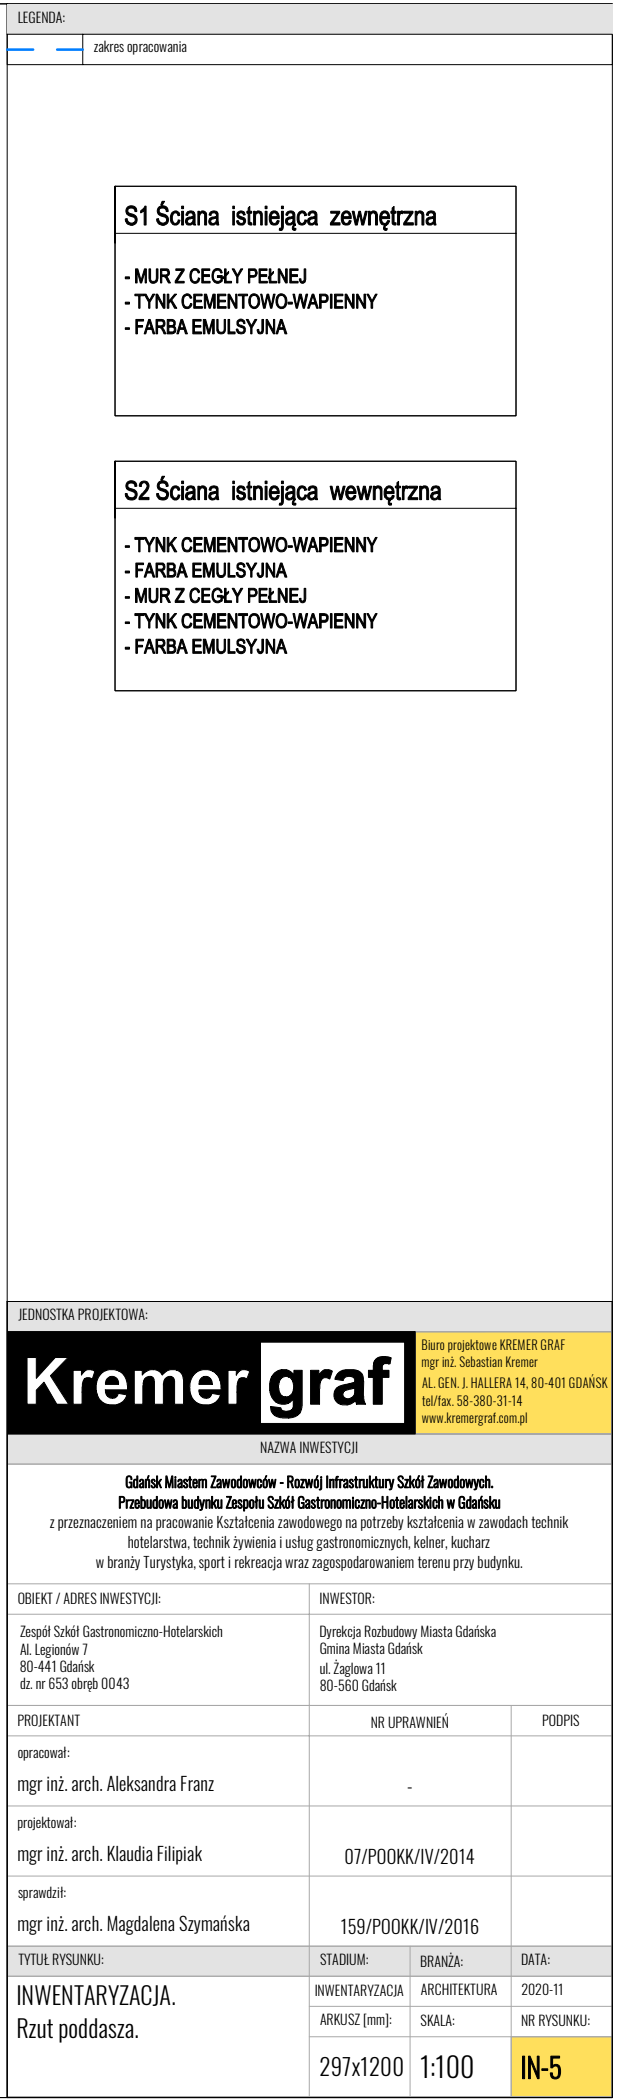 LEGENDA:
zakres opracowania
S1 Ściana istniejąca zewnętrzna
- MUR Z CEGŁY PEŁNEJ
- TYNK CEMENTOWO-WAPIENNY
- FARBA EMULSYJNA
S2 Ściana istniejąca wewnętrzna
- TYNK CEMENTOWO-WAPIENNY
- FARBA EMULSYJNA
- MUR Z CEGŁY PEŁNEJ
- TYNK CEMENTOWO-WAPIENNY
- FARBA EMULSYJNA
JEDNOSTKA PROJEKTOWA:
Kremer graf
Biuro projektowe KREMER GRAF
mgr inż. Sebastian Kremer
AL. GEN. J. HALLERA 14, 80-401 GDAŃSK
tel/fax. 58-380-31-14
www.kremergraf.com.pl
NAZWA INWESTYCJI
Gdańsk Miastem Zawodowców - Rozwój Infrastruktury Szkół Zawodowych.
Przebudowa budynku Zespołu Szkół Gastronomiczno-Hotelarskich w Gdańsku
z przeznaczeniem na pracowanie Kształcenia zawodowego na potrzeby kształcenia w zawodach technik
hotelarstwa, technik żywienia i usług gastronomicznych, kelner, kucharz
w branży Turystyka, sport i rekreacja wraz zagospodarowaniem terenu przy budynku.
OBIEKT / ADRES INWESTYCJI:
Zespół Szkół Gastronomiczno-Hotelarskich
Al. Legionów 7
80-441 Gdańsk
dz. nr 653 obręb 0043
INWESTOR:
Dyrekcja Rozbudowy Miasta Gdańska
Gmina Miasta Gdańsk
ul. Żaglowa 11
80-560 Gdańsk
PROJEKTANT NR UPRAWNIEŃ PODPIS
opracował:
mgr inż. arch. Aleksandra Franz -
projektował:
mgr inż. arch. Klaudia Filipiak 07/POOKK/IV/2014
sprawdził:
mgr inż. arch. Magdalena Szymańska 159/POOKK/IV/2016
TYTUŁ RYSUNKU:
INWENTARYZACJA.
Rzut poddasza.
STADIUM: BRANŻA: DATA:
INWENTARYZACJA ARCHITEKTURA 2020-11
ARKUSZ [mm]: SKALA: NR RYSUNKU:
297x1200 1:100 IN-5